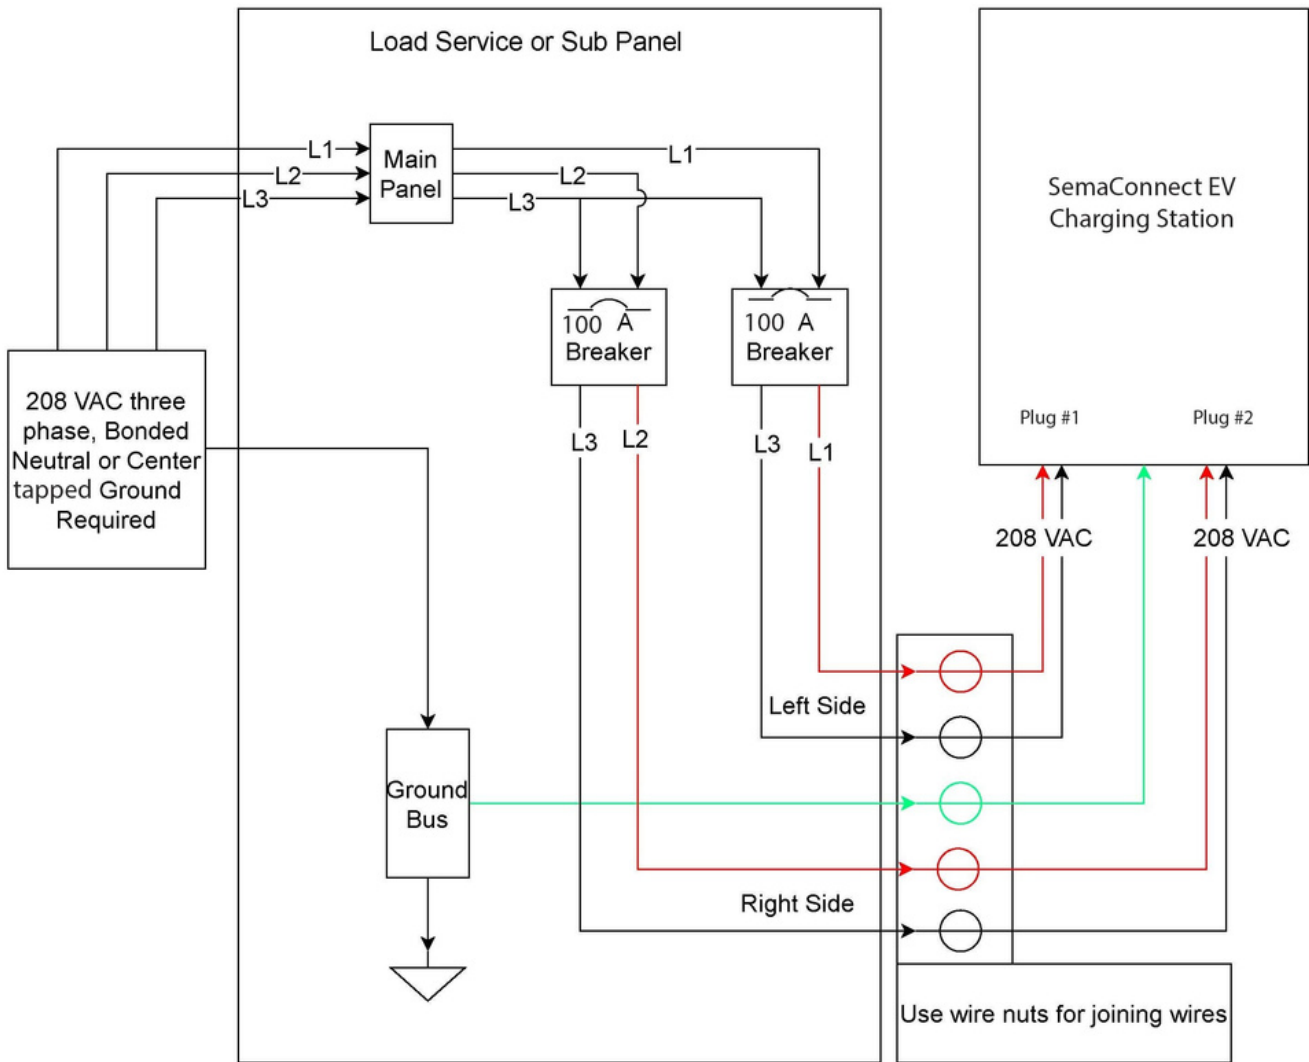 Load Service or Sub Panel
L1
L2
L3
Main
Panel
L1
L2
L3
SemaConnect EV
Charging Station
100 A
Breaker
100 A
Breaker
208 VAC three
phase, Bonded
Neutral or Center
tapped Ground
Required
L3
L2
L3
L1
Plug #1
Plug #2
208 VAC
208 VAC
Left Side
Ground
Bus
Right Side
Use wire nuts for joining wires